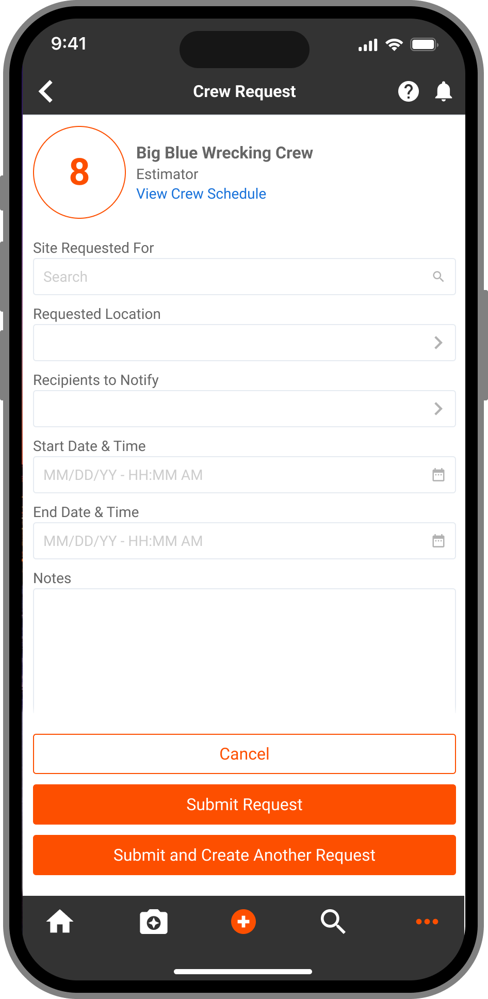 9:41
Crew Request
8
Big Blue Wrecking Crew
Estimator
View Crew Schedule
Site Requested For
Search
Requested Location
Recipients to Notify
Start Date & Time
MM/DD/YY - HH:MM AM
End Date & Time
MM/DD/YY - HH:MM AM
Notes
Cancel
Submit Request
Submit and Create Another Request